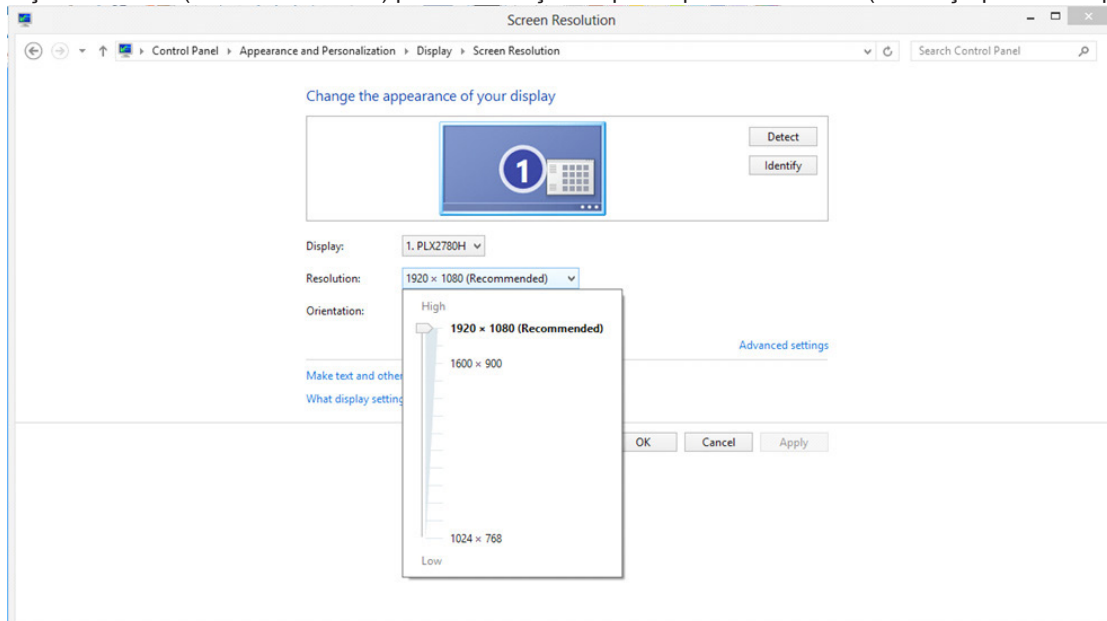 Screen Resolution
Control Panel ▸ Appearance and Personalization ▸ Display ▸ Screen Resolution
Search Control Panel
Change the appearance of your display
1
Detect
Identify
Display:
1. PLX2780H
Resolution:
1920 × 1080 (Recommended)
Orientation:
High
1920 × 1080 (Recommended)
1600 × 900
1024 × 768
Low
Advanced settings
Make text and other
What display setting
OK
Cancel
Apply